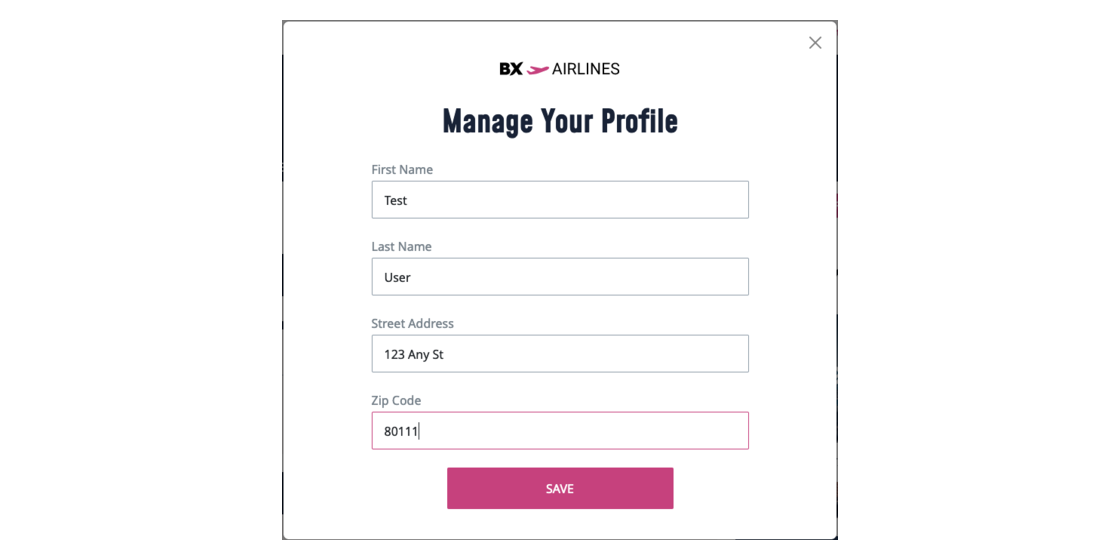 BX AIRLINES
Manage Your Profile
First Name
Test
Last Name
User
Street Address
123 Any St
Zip Code
80111
SAVE